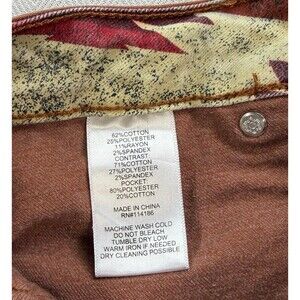 62%COTTON
25%POLYESTER
11%RAYON
2%SPANDEX
CONTRAST:
71%COTTON
27%POLYESTER
2%SPANDEX
POCKET:
80%POLYESTER
20%COTTON
MADE IN CHINA
RN#114186
MACHINE WASH COLD
DO NOT BLEACH
TUMBLE DRY LOW
WARM IRON IF NEEDED
DRY CLEANING POSSIBLE